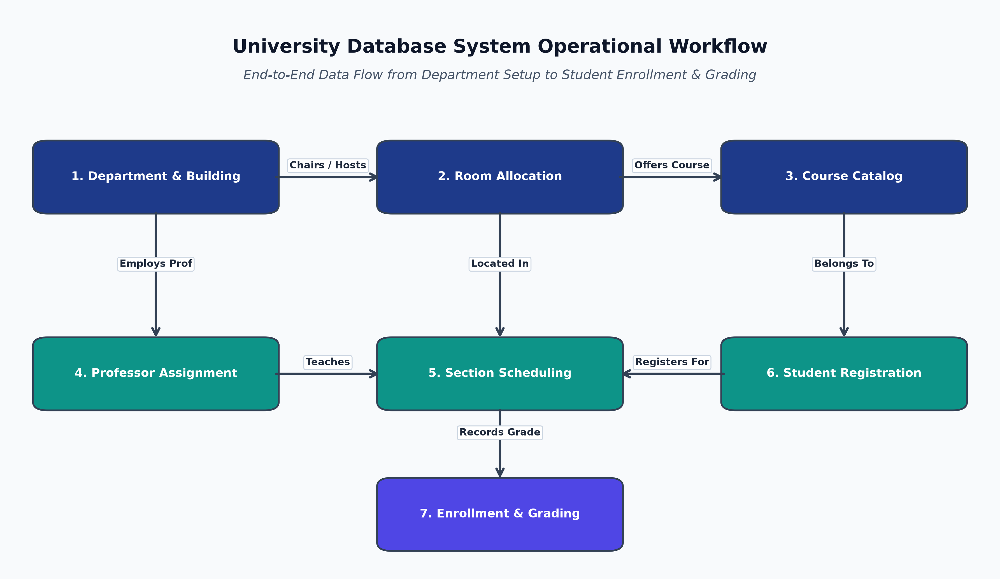 University Database System Operational Workflow
End-to-End Data Flow from Department Setup to Student Enrollment & Grading
1. Department & Building
Chairs / Hosts
2. Room Allocation
Offers Course
3. Course Catalog
Employs Prof
Located In
Belongs To
4. Professor Assignment
Teaches
5. Section Scheduling
Registers For
6. Student Registration
Records Grade
7. Enrollment & Grading